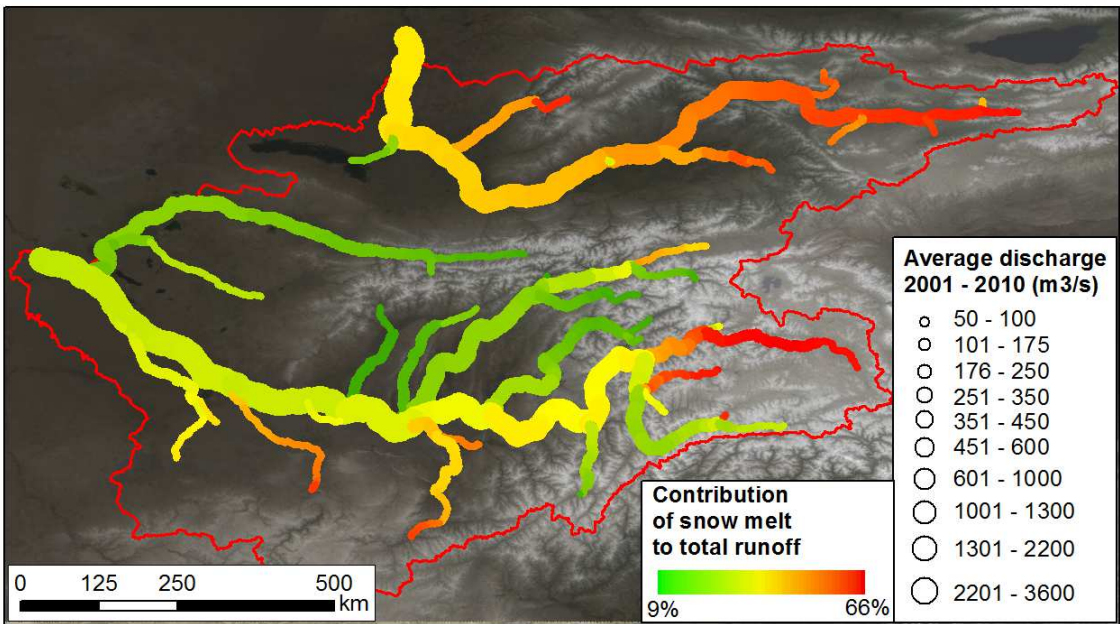 Average discharge
2001 - 2010 (m3/s)
50 - 100
101 - 175
176 - 250
251 - 350
351 - 450
451 - 600
601 - 1000
1001 - 1300
1301 - 2200
2201 - 3600
Contribution
of snow melt
to total runoff
9% 66%
0 125 250 500
km